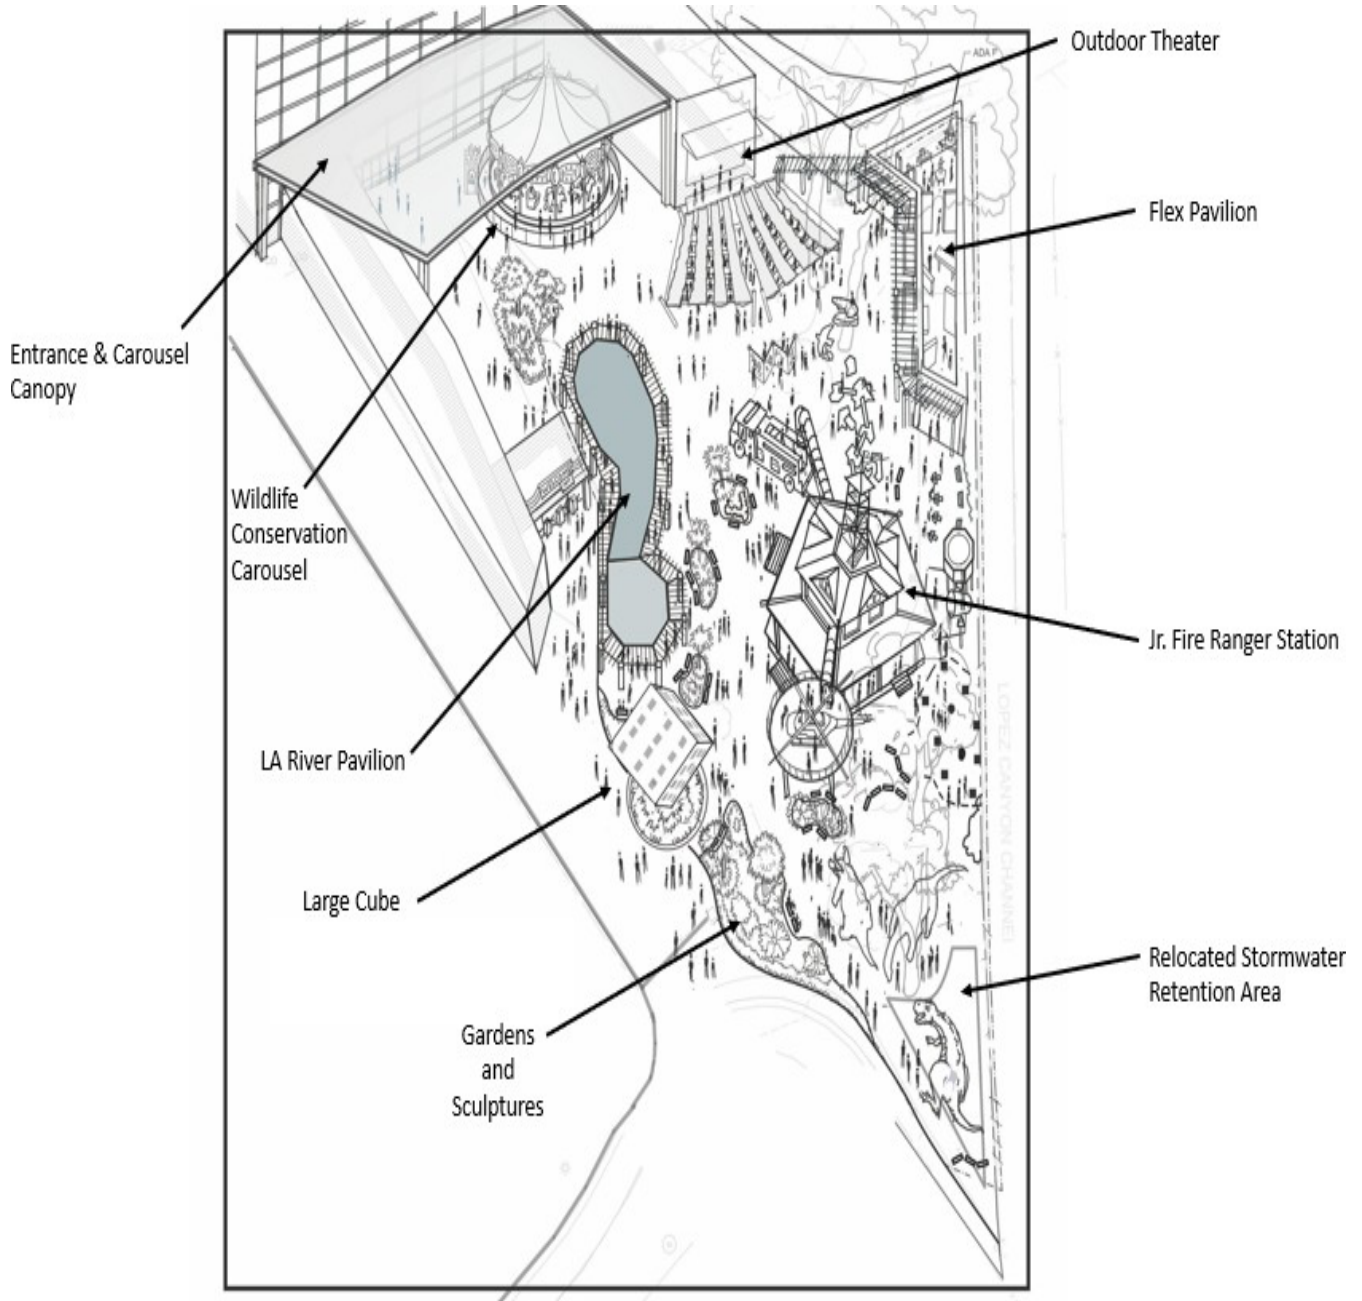 Outdoor Theater
ADA P
Flex Pavilion
Entrance & Carousel
Canopy
Wildlife
Conservation
Carousel
Jr. Fire Ranger Station
LA River Pavilion
LOPEZ CANYON CHANNEL
Large Cube
Relocated Stormwater
Retention Area
Gardens
and
Sculptures